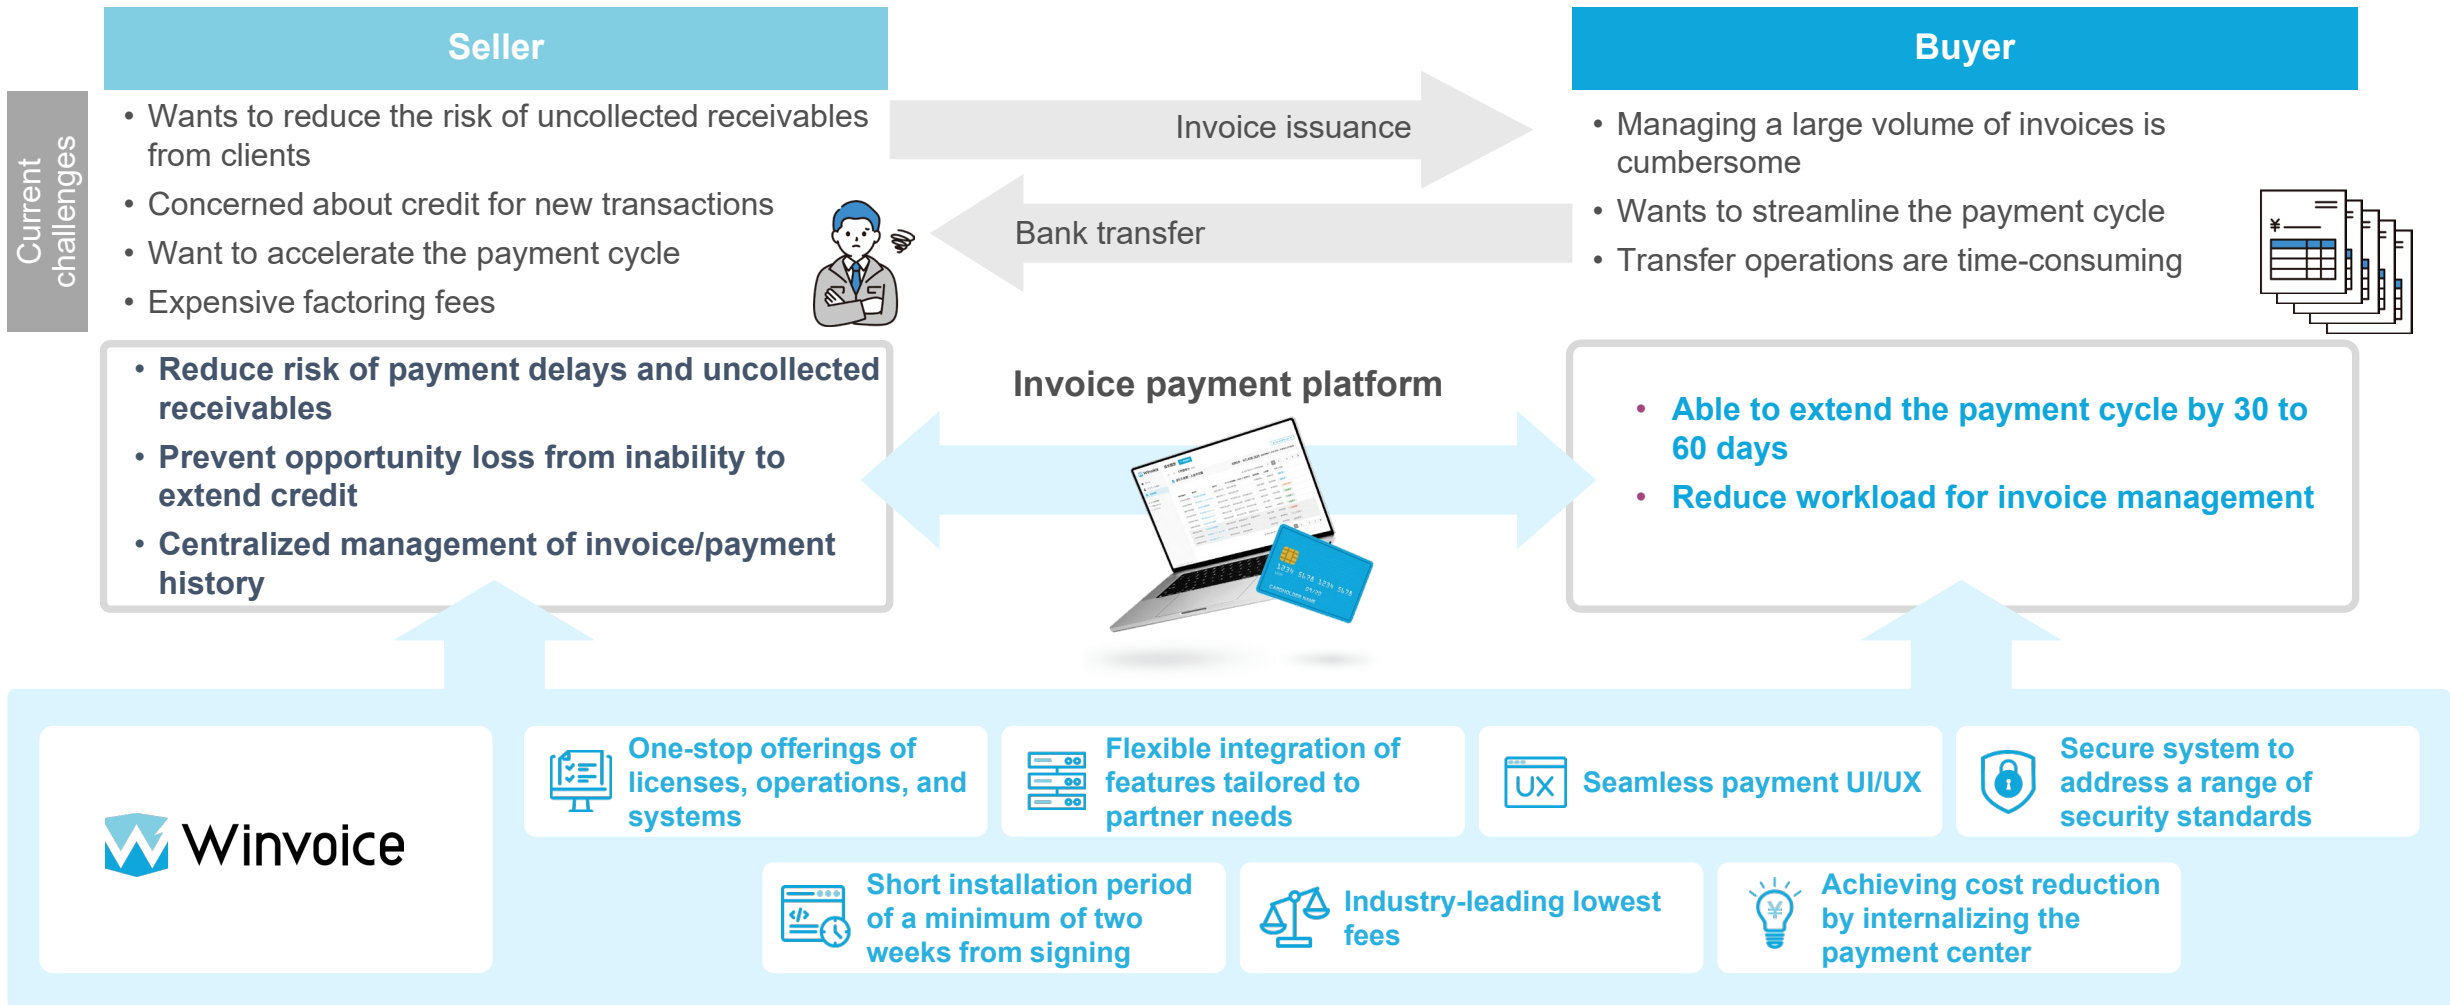 Seller
Buyer
Current
challenges
• Wants to reduce the risk of uncollected receivables
from clients
• Concerned about credit for new transactions
• Want to accelerate the payment cycle
• Expensive factoring fees
Invoice issuance
Bank transfer
• Managing a large volume of invoices is
cumbersome
• Wants to streamline the payment cycle
• Transfer operations are time-consuming
¥
• Reduce risk of payment delays and uncollected
receivables
• Prevent opportunity loss from inability to
extend credit
• Centralized management of invoice/payment
history
Invoice payment platform
1234 5678 1234 5678
CARDHOLDER NAME
• Able to extend the payment cycle by 30 to
60 days
• Reduce workload for invoice management
Winvoice
One-stop offerings of
licenses, operations, and
systems
Flexible integration of
features tailored to
partner needs
UX
Seamless payment UI/UX
Secure system to
address a range of
security standards
</>
Short installation period
of a minimum of two
weeks from signing
Industry-leading lowest
fees
¥
Achieving cost reduction
by internalizing the
payment center